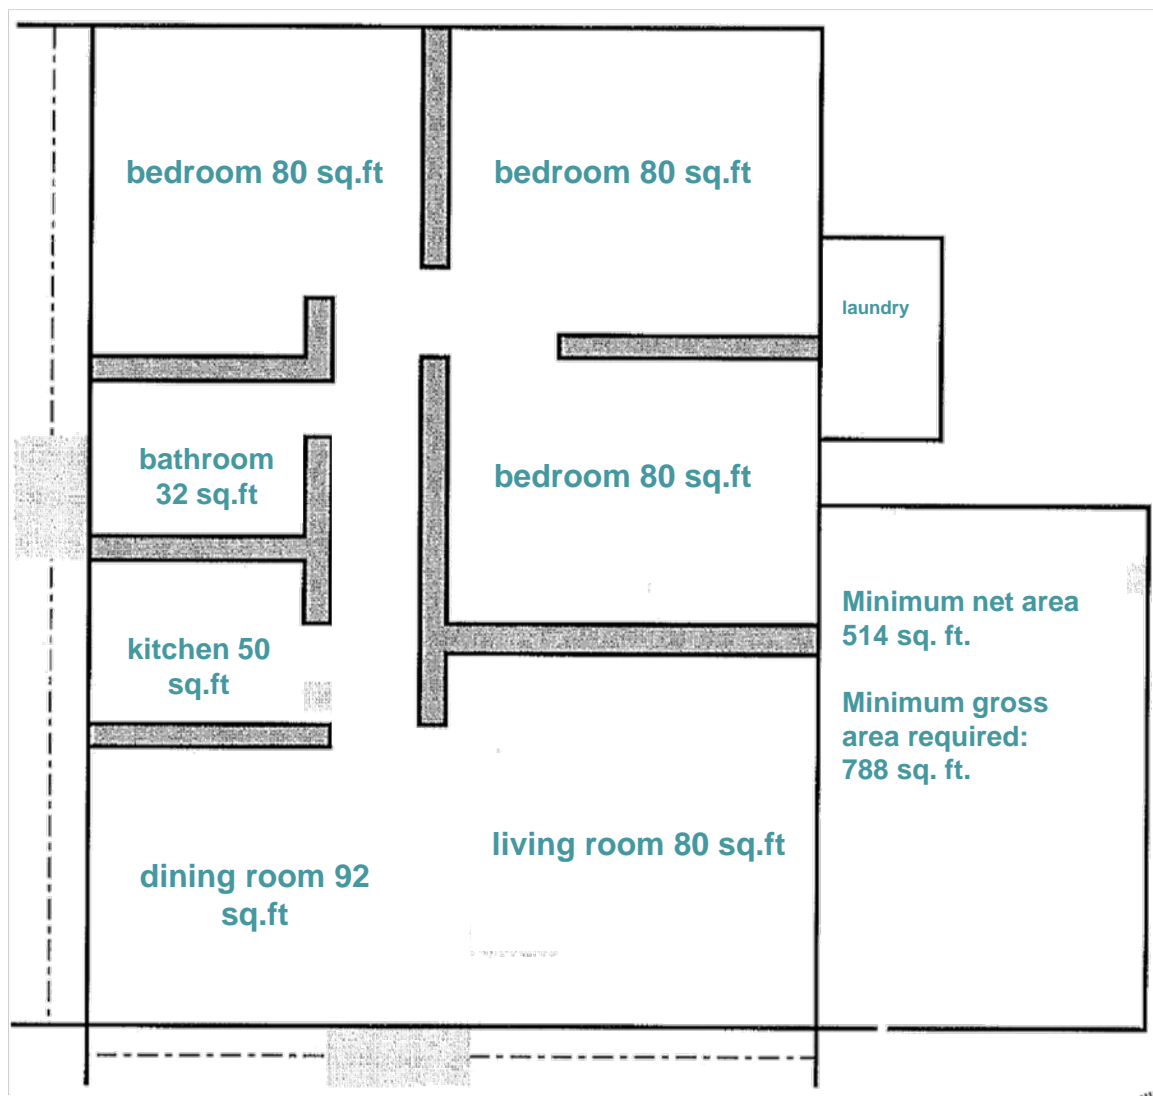 bedroom 80 sq.ft
bedroom 80 sq.ft
laundry
bathroom
32 sq.ft
bedroom 80 sq.ft
kitchen 50
sq.ft
Minimum net area
514 sq. ft.
Minimum gross
area required:
788 sq. ft.
dining room 92
sq.ft
living room 80 sq.ft